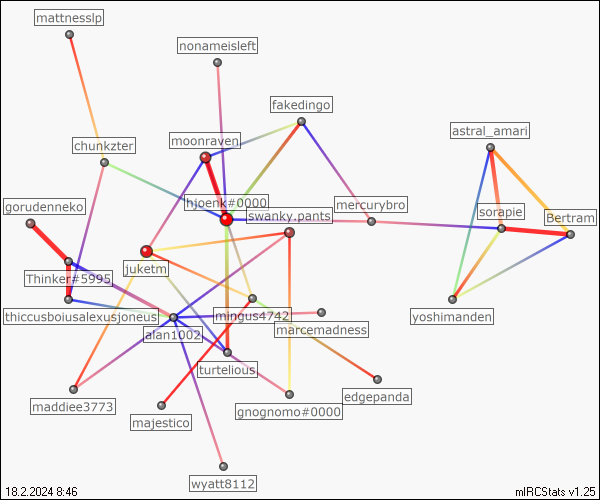 mattnesslp
nonameisleft
fakedingo
astral_amari
moonraven
chunkzter
hjoenk#0000
mercurybro
gorudenneko
swanky.pants
sorapie
Bertram
Thinker#5995
juketm
thiccusboiusalexusjoneus
mingus4742
yoshimanden
alan1002
marcemadness
turtelious
edgepanda
maddiee3773
gnognomo#0000
majestico
wyatt8112
18.2.2024 8:46
mIRCStats v1.25